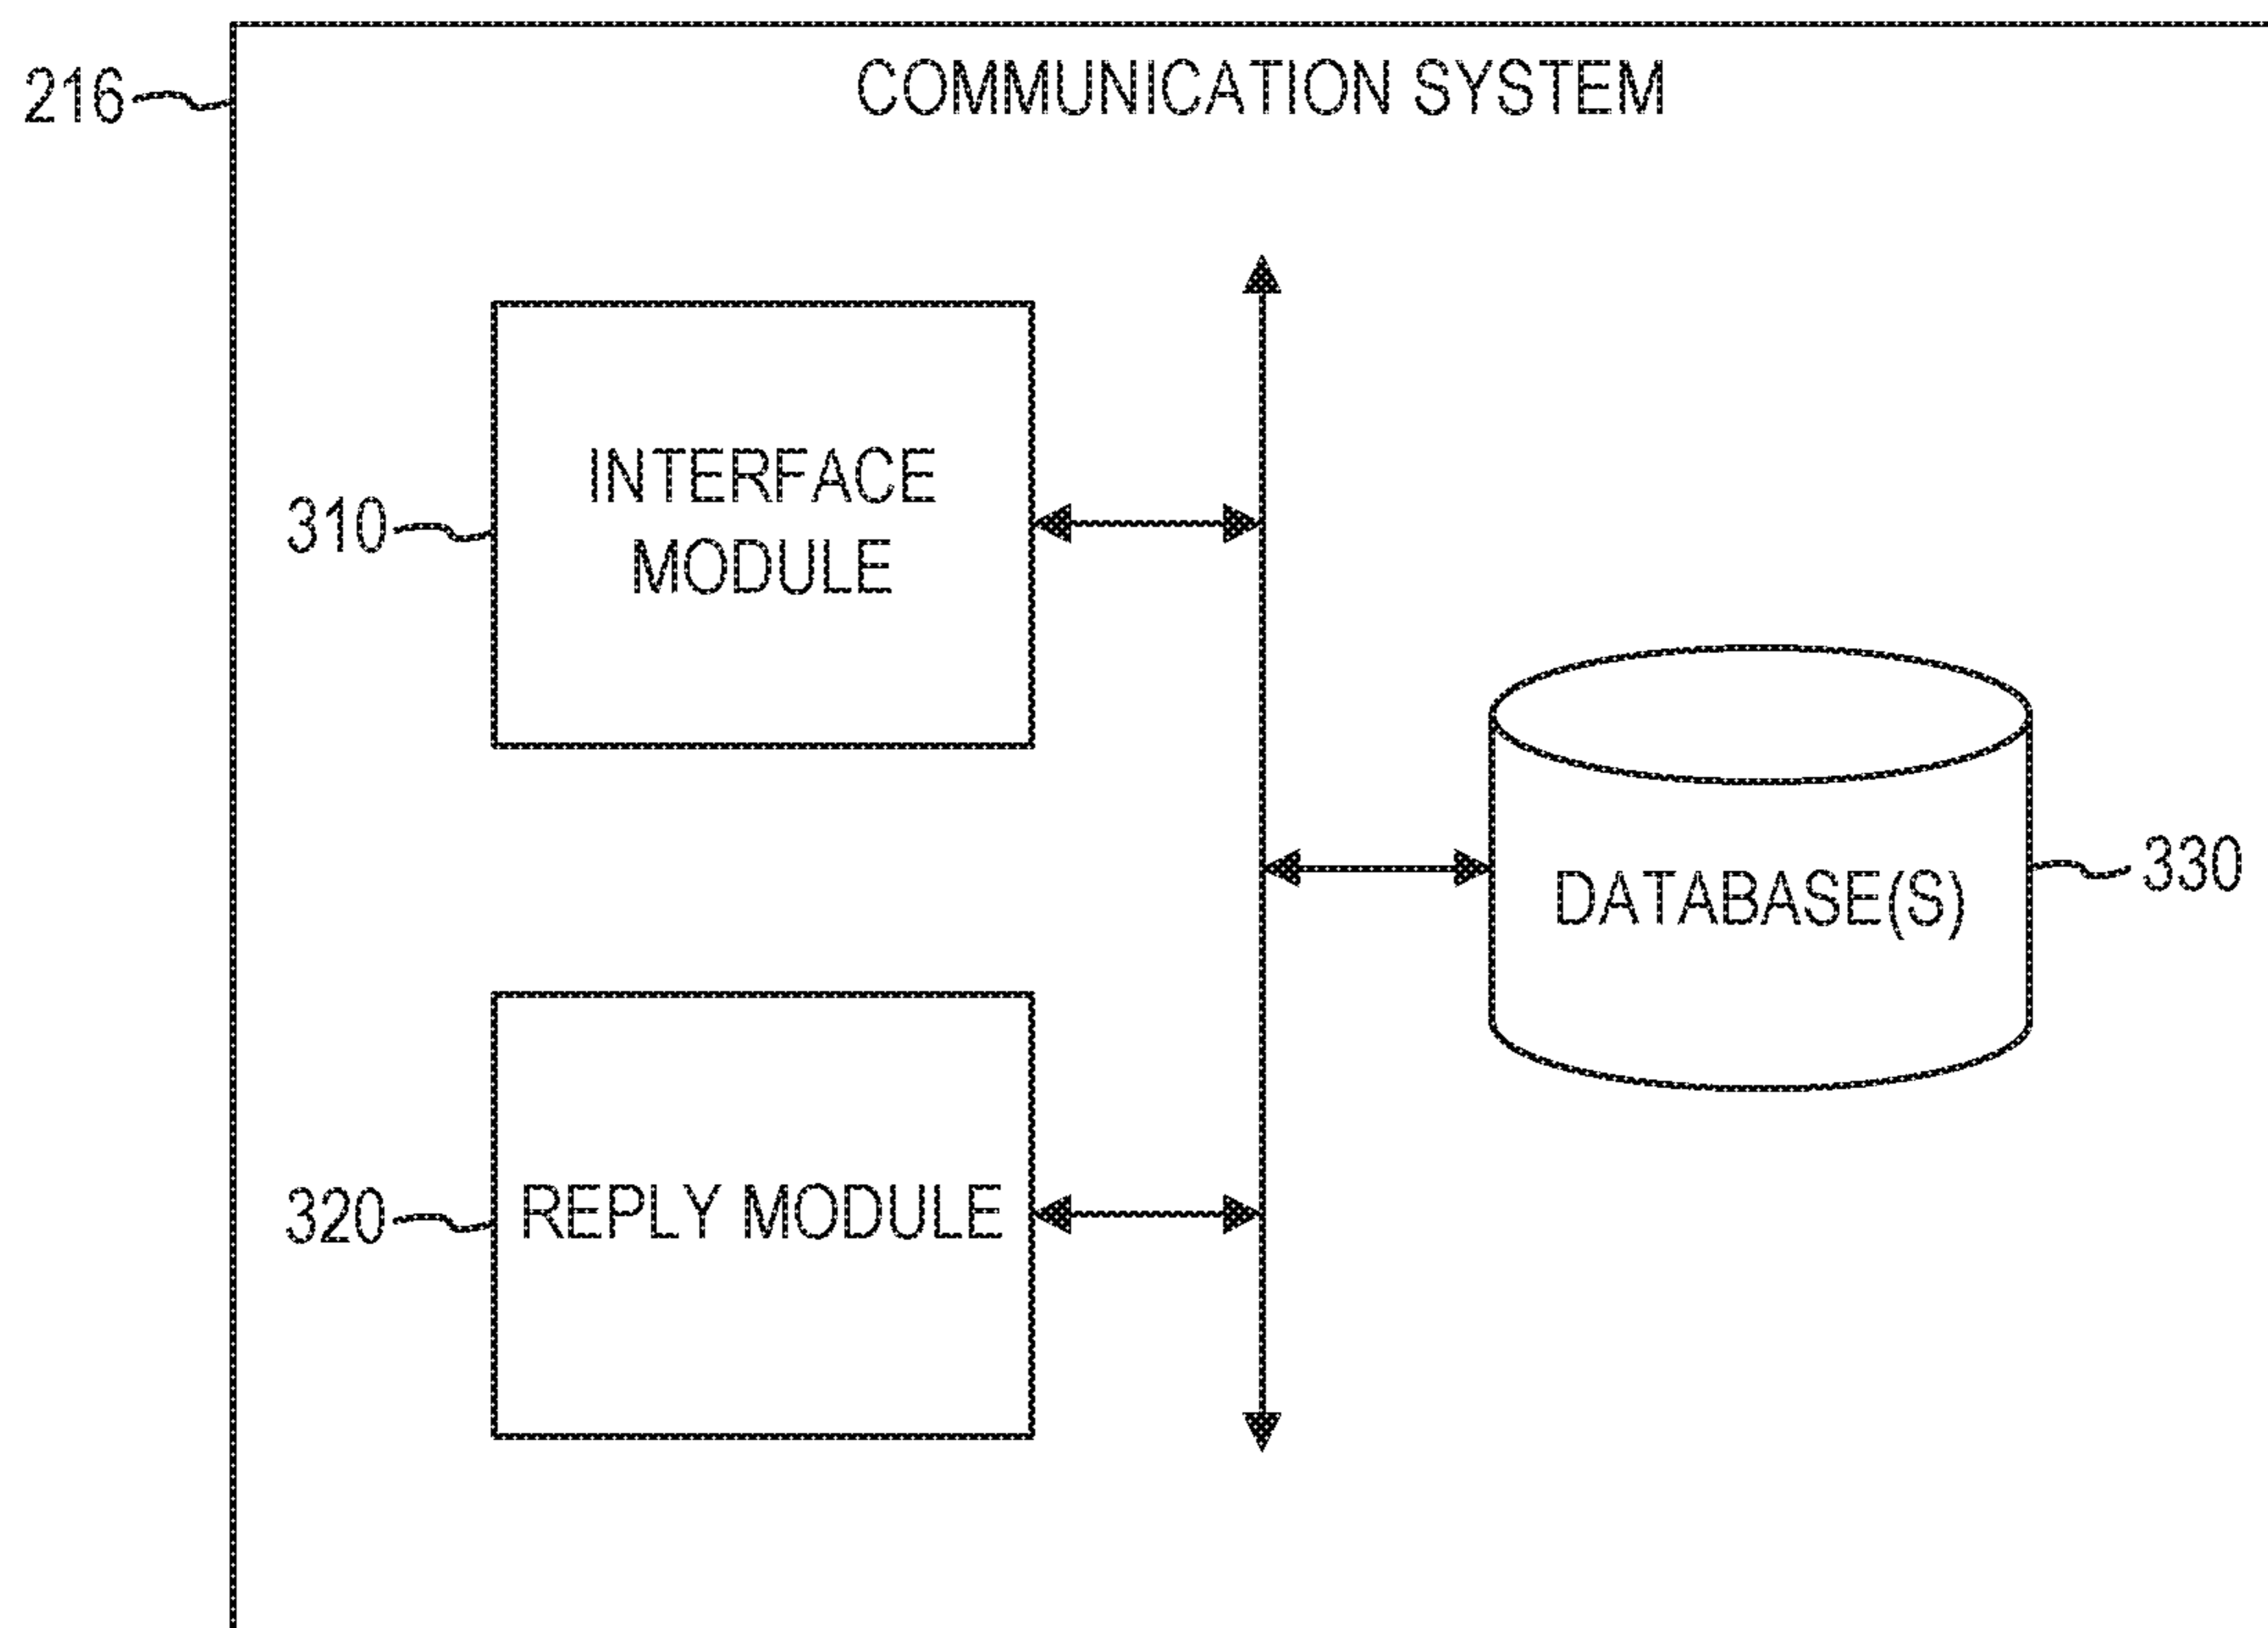 216
COMMUNICATION SYSTEM
310
INTERFACE
MODULE
DATABASE(S)
330
320
REPLY MODULE